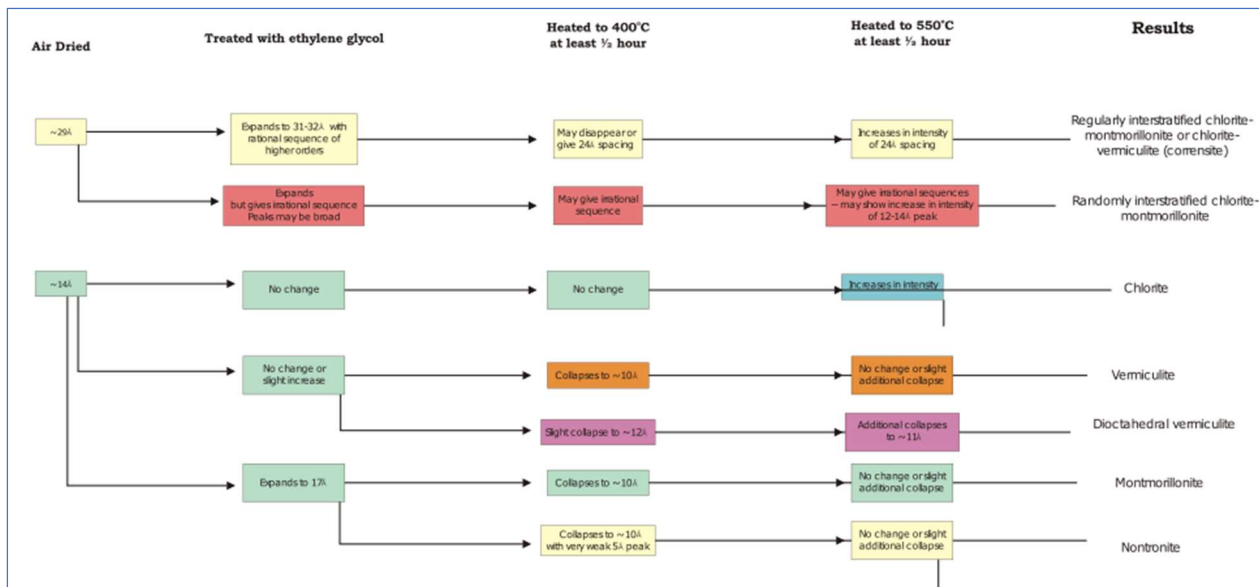 Air Dried
Treated with ethylene glycol
Heated to 400°C
at least ½ hour
Heated to 550°C
at least ½ hour
Results
~29Å
Expands to 31-32Å with
rational sequence of
higher orders
May disappear or
give 24Å spacing
Increases in intensity
of 24Å spacing
Regularly interstratified chlorite-
montmorillonite or chlorite-
vermiculite (corrensite)
Expands
but gives irrational sequence
Peaks may be broad
May give irrational
sequence
May give irrational sequences
— may show increase in intensity
of 12-14Å peak
Randomly interstratified chlorite-
montmorillonite
~14Å
No change
No change
Increases in intensity
Chlorite
No change or
slight increase
Collapses to ~10Å
No change or slight
additional collapse
Vermiculite
Slight collapse to ~12Å
Additional collapses
to ~11Å
Dioctahedral vermiculite
Expands to 17Å
Collapses to ~10Å
No change or slight
additional collapse
Montmorillonite
Collapses to ~10Å
with very weak 5Å peak
No change or slight
additional collapse
Nontronite